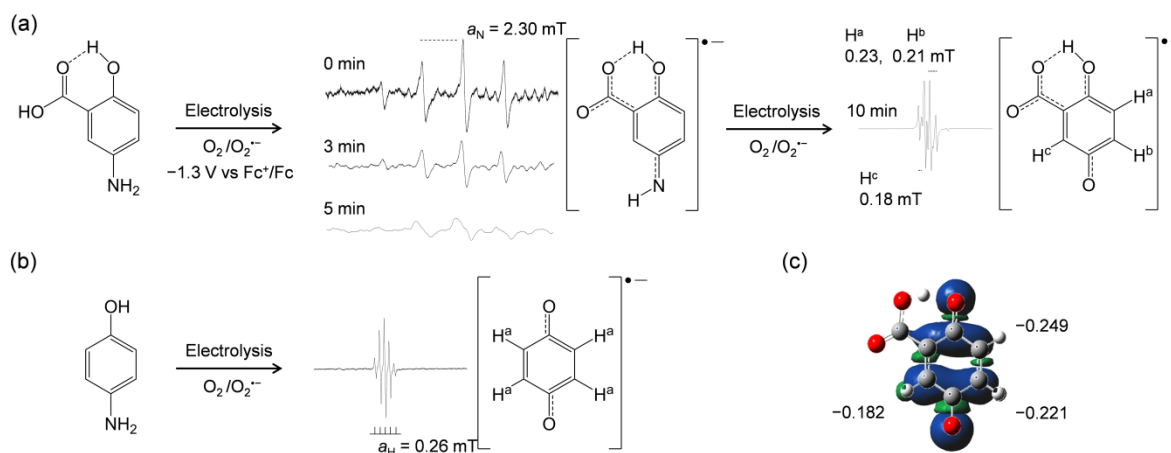 (a)
H
O
O
HO
NH₂
Electrolysis
O₂/O₂•−
−1.3 V vs Fc⁺/Fc
aN = 2.30 mT
0 min
3 min
5 min
H
O
O
O
H
N
•—
Electrolysis
O₂/O₂•−
Hᵃ Hᵇ
0.23, 0.21 mT
10 min
Hᶜ
0.18 mT
H
O
O
O
Hᵃ
Hᶜ
Hᵇ
O
•
(b)
OH
NH₂
Electrolysis
O₂/O₂•−
aH = 0.26 mT
O
Hᵃ Hᵃ
Hᵃ Hᵃ
O
•—
(c)
−0.249
−0.182
−0.221